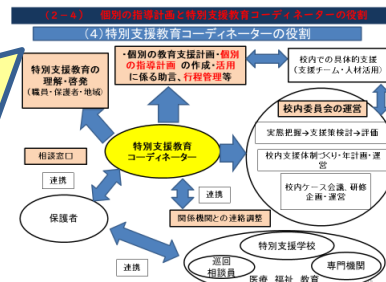 (2-4) 個別の指導計画と特別支援教育コーディネーターの役割
(4)特別支援教育コーディネーターの役割
特別支援教育の
理解・啓発
(職員・保護者・地域)
・個別の教育支援計画・個別
の指導計画 の作成・活用
に係る助言、行程管理等
校内での具体的支援
(支援チーム・人材活用)
校内委員会の運営
実態把握→支援策検討→評価
校内支援体制づくり・年計画・運
営
校内ケース会議、研修
企画・運営
特別支援教育
コーディネーター
相談窓口
連携
連携
保護者
関係機関との連絡調整
連携
特別支援学校
巡回
相談員
専門機関
医療 福祉 教育